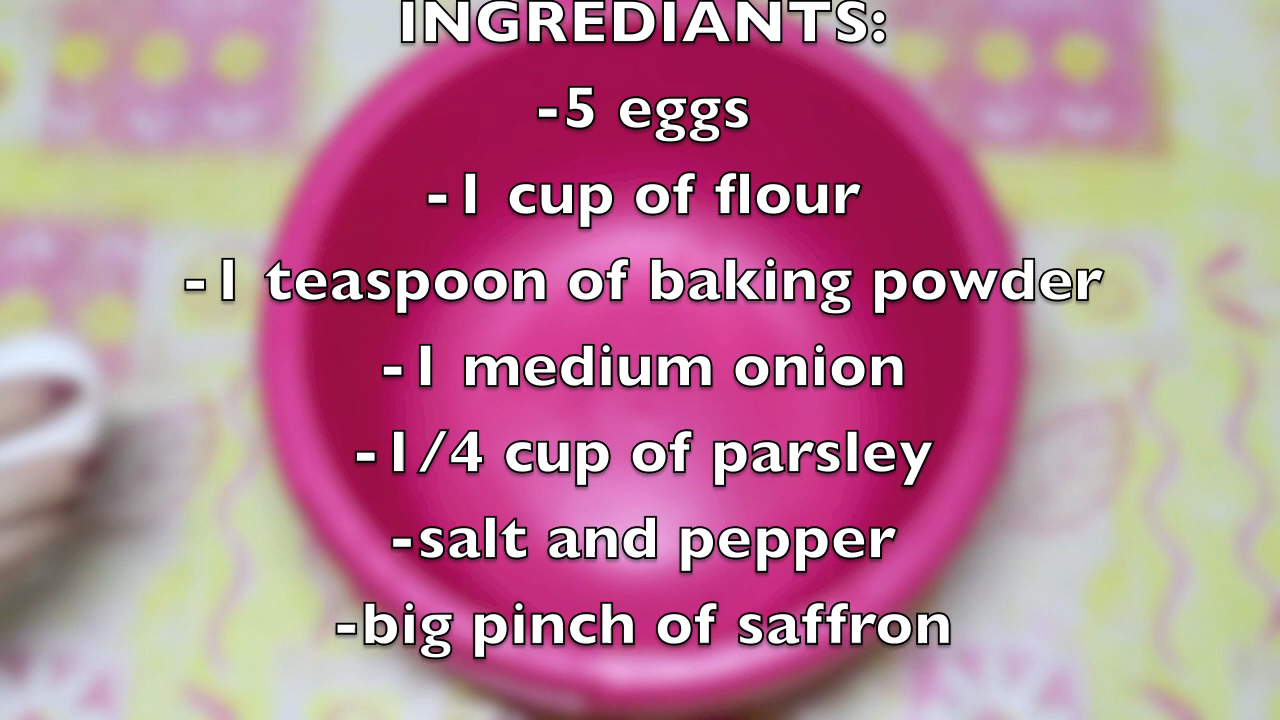 INGREDIANTS:
-5 eggs
-1 cup of flour
-1 teaspoon of baking powder
-1 medium onion
-1/4 cup of parsley
-salt and pepper
-big pinch of saffron